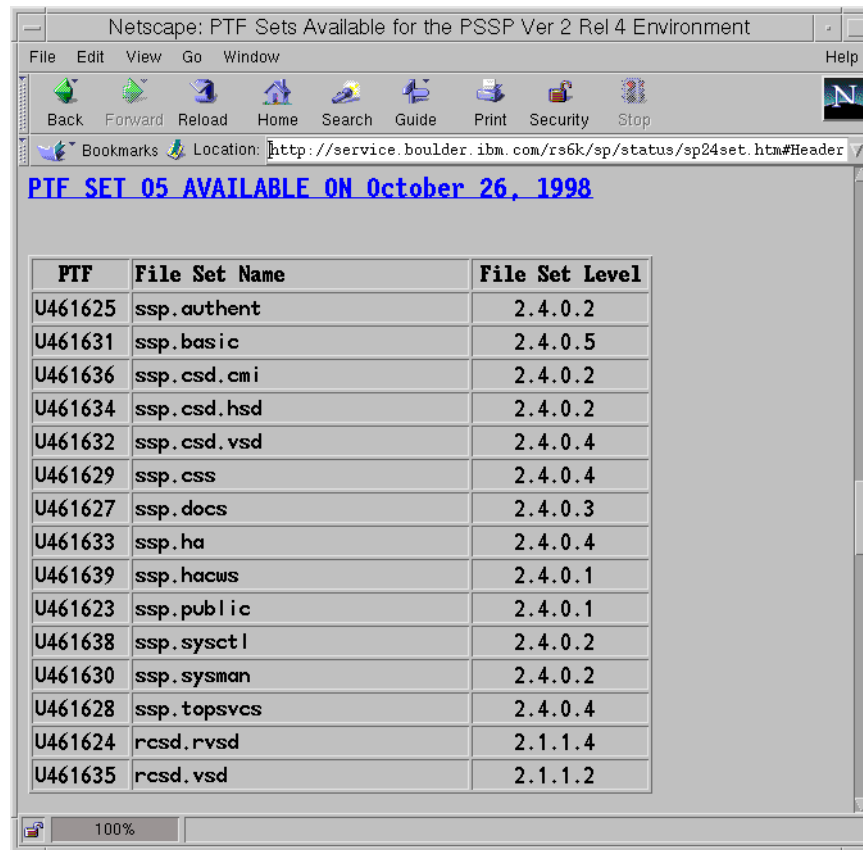 Netscape: PTF Sets Available for the PSSP Ver 2 Rel 4 Environment
File Edit View Go Window Help
Back Forward Reload Home Search Guide Print Security Stop
N
Bookmarks Location: http://service.boulder.ibm.com/rs6k/sp/status/sp24set.htm#Header
PTF SET 05 AVAILABLE ON October 26, 1998
PTF File Set Name File Set Level
U461625 ssp.authent 2.4.0.2
U461631 ssp.basic 2.4.0.5
U461636 ssp.csd.cmi 2.4.0.2
U461634 ssp.csd.hsd 2.4.0.2
U461632 ssp.csd.vsd 2.4.0.4
U461629 ssp.css 2.4.0.4
U461627 ssp.docs 2.4.0.3
U461633 ssp.ha 2.4.0.4
U461639 ssp.hacws 2.4.0.1
U461623 ssp.public 2.4.0.1
U461638 ssp.sysctl 2.4.0.2
U461630 ssp.sysman 2.4.0.2
U461628 ssp.topsvcs 2.4.0.4
U461624 rcsd.rvsd 2.1.1.4
U461635 rcsd.vsd 2.1.1.2
100%